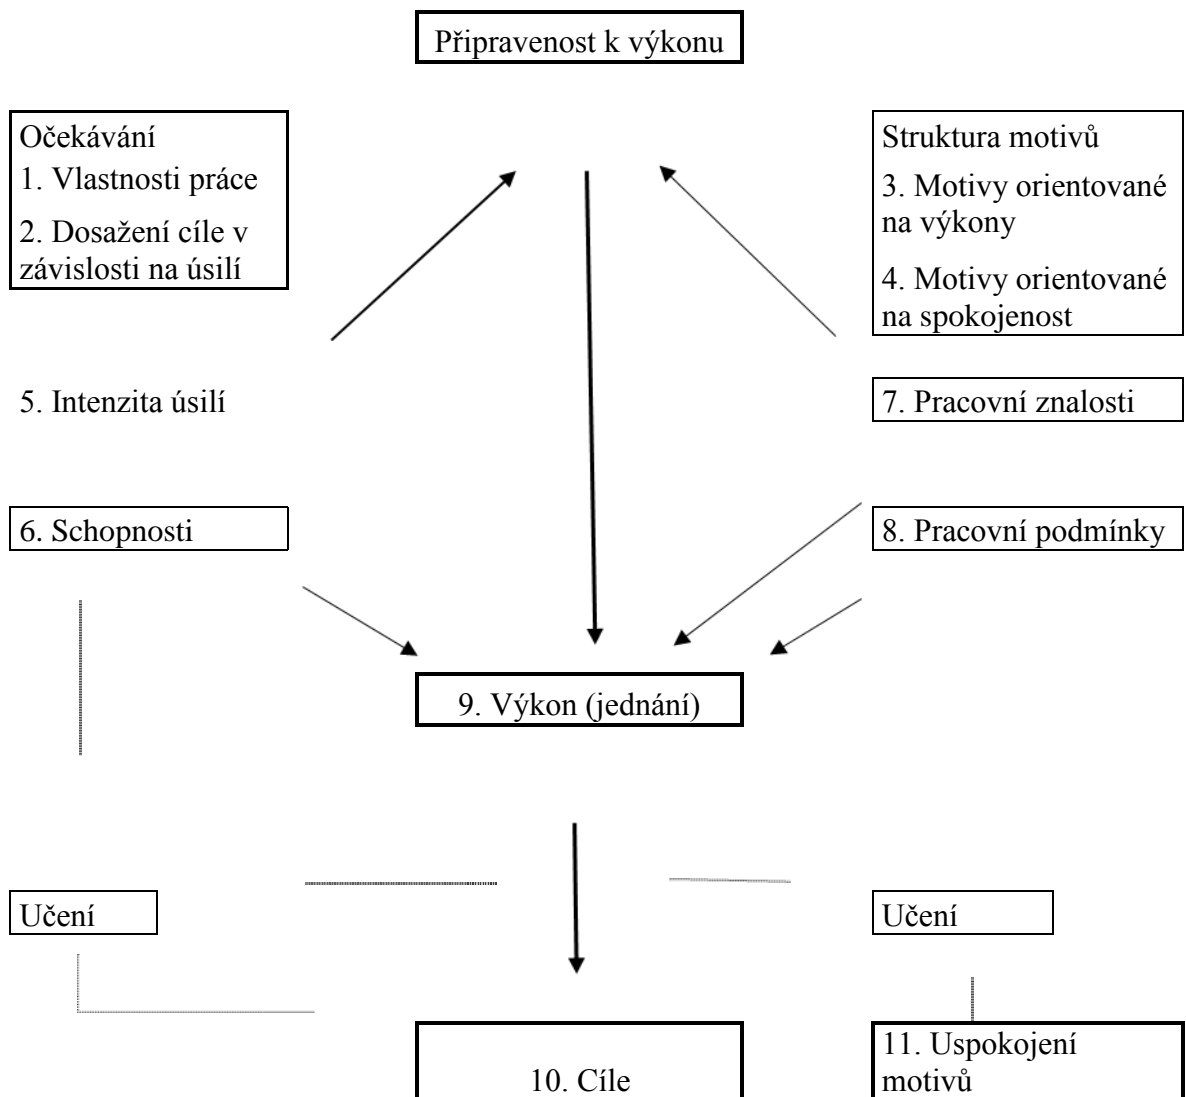 Připravenost k výkonu
Očekávání
1. Vlastnosti práce
2. Dosažení cíle v
závislosti na úsilí
Struktura motivů
3. Motivy orientované
na výkony
4. Motivy orientované
na spokojenost
5. Intenzita úsilí
7. Pracovní znalosti
6. Schopnosti
8. Pracovní podmínky
9. Výkon (jednání)
Učení
Učení
10. Cíle
11. Uspokojení
motivů